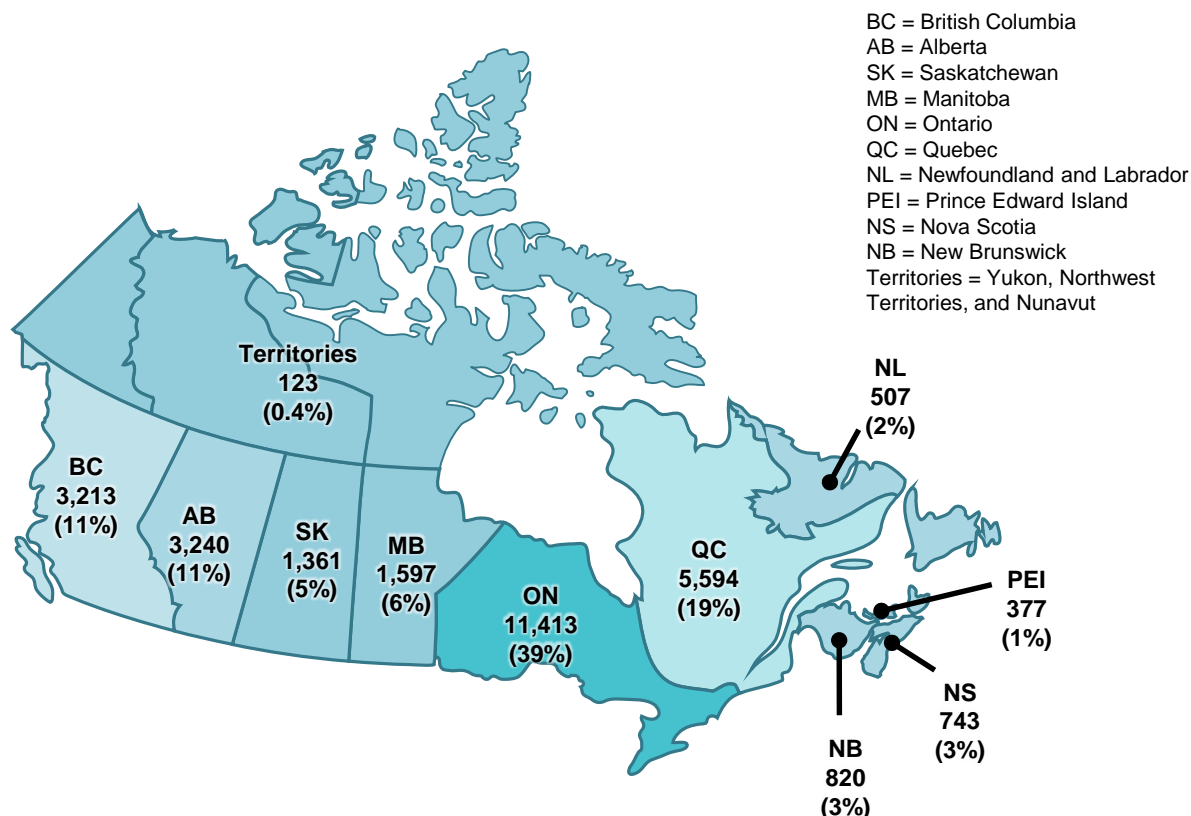 BC = British Columbia
AB = Alberta
SK = Saskatchewan
MB = Manitoba
ON = Ontario
QC = Quebec
NL = Newfoundland and Labrador
PEI = Prince Edward Island
NS = Nova Scotia
NB = New Brunswick
Territories = Yukon, Northwest
Territories, and Nunavut
Territories
123
(0.4%)
BC
3,213
(11%)
AB
3,240
(11%)
SK
1,361
(5%)
MB
1,597
(6%)
ON
11,413
(39%)
QC
5,594
(19%)
NL
507
(2%)
PEI
377
(1%)
NS
743
(3%)
NB
820
(3%)